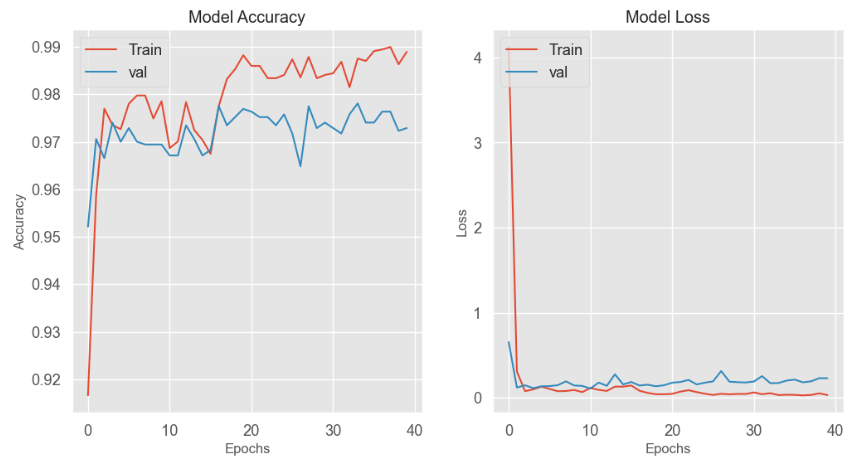 Model Accuracy
Train
val
0.99
0.98
0.97
0.96
0.95
0.94
0.93
0.92
Accuracy
0
10
20
30
40
Epochs
Model Loss
Train
val
4
3
2
1
0
Loss
0
10
20
30
40
Epochs